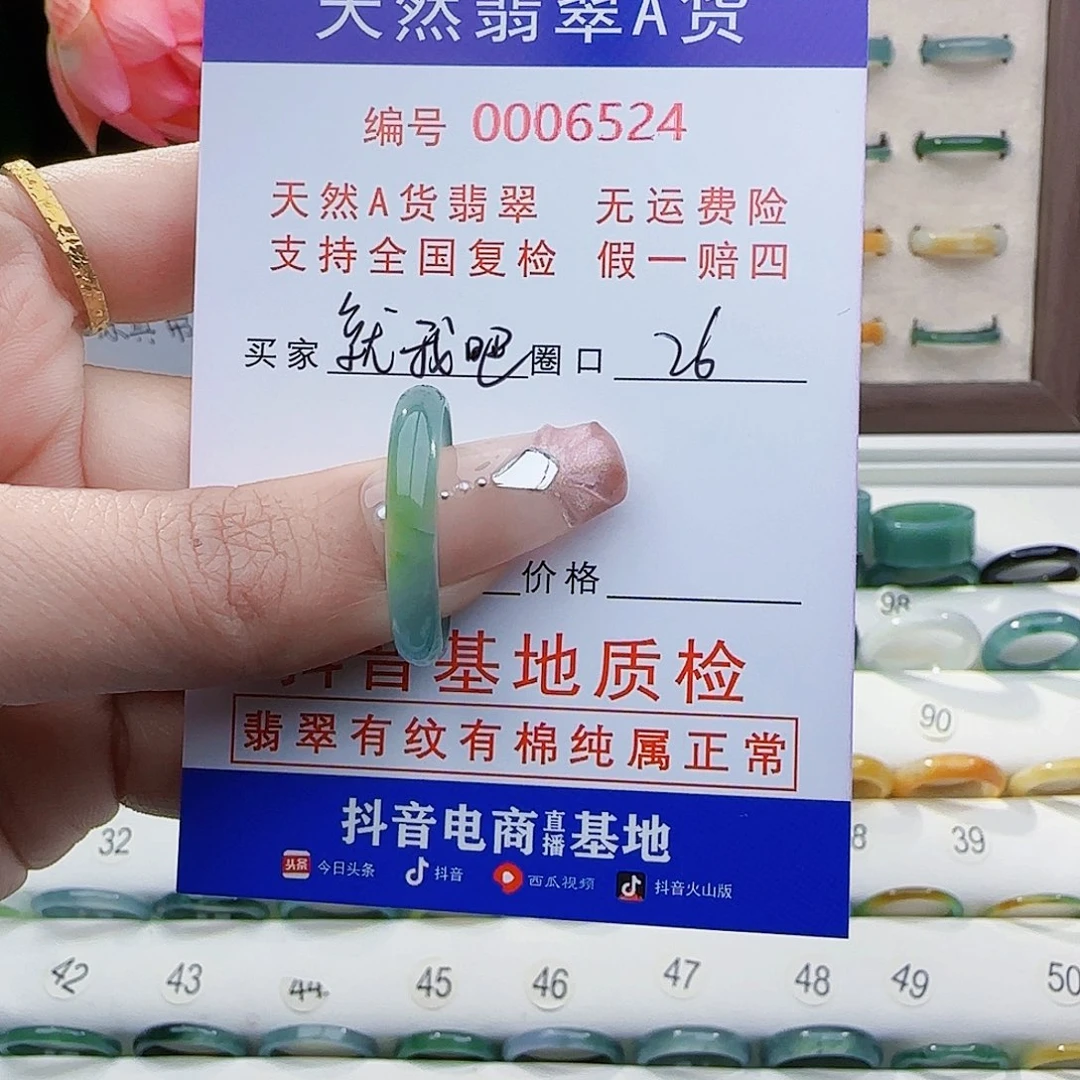 天然翡翠A货
编号 0006524
天然A货翡翠 无运费险
支持全国复检 假一赔四
买家 就我吧 圈口 26
价格
抖音基地质检
翡翠有纹有棉纯属正常
抖音电商直播基地
头条 今日头条 抖音 西瓜视频 抖音火山版
98
90
32
39
42 43 44 45 46 47 48 49 50